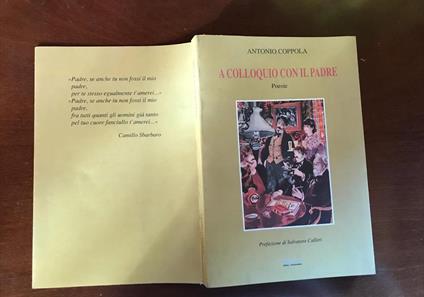 «Padre, se anche tu non fossi il mio
padre,
per te stesso egualmente t'amerei...»
«Padre, se anche tu non fossi il mio
padre,
fra tutti quanti gli uomini già tanto
pel tuo cuore fanciullo t'amerei...»
Camillo Sbarbaro
ANTONIO COPPOLA
A COLLOQUIO CON IL PADRE
Poesie
Prefazione di Salvatore Calleri